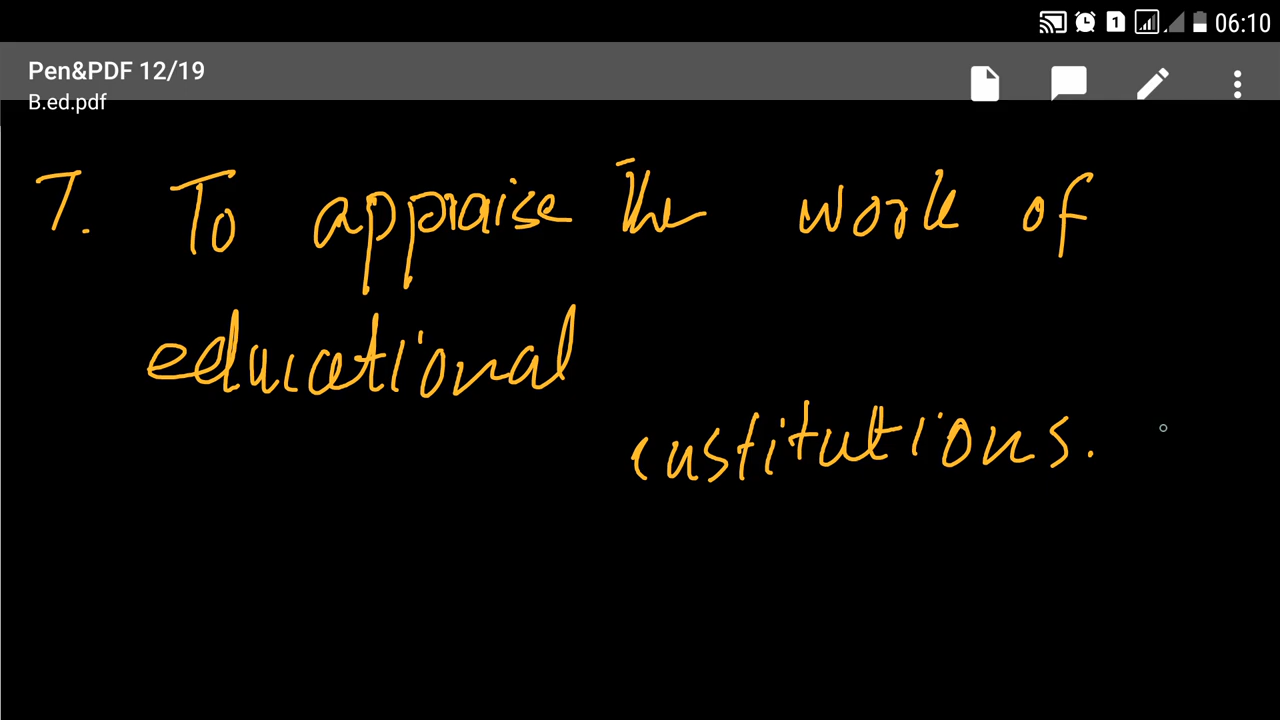 06:10
Pen&PDF 12/19
B.ed.pdf
7. To appraise the work of
educational
institutions.